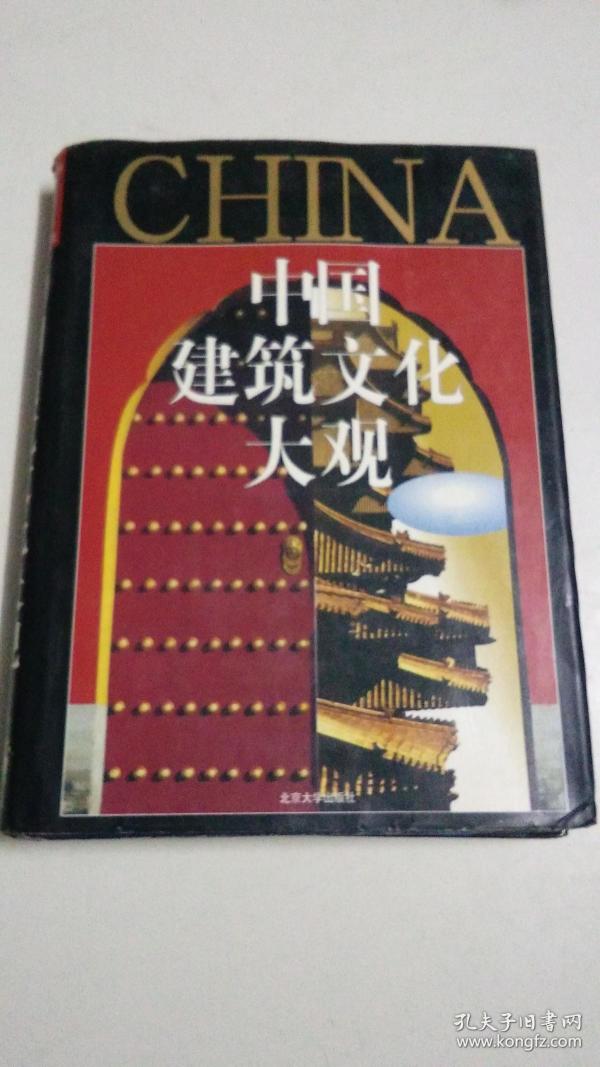 CHINA
中国
建筑文化
大观
北京大学出版社
孔夫子旧书网
www.kongfz.com